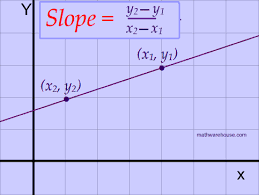 Y
Slope = y₂−y₁ / x₂−x₁
(x₁, y₁)
(x₂, y₂)
mathwarehouse.com
x